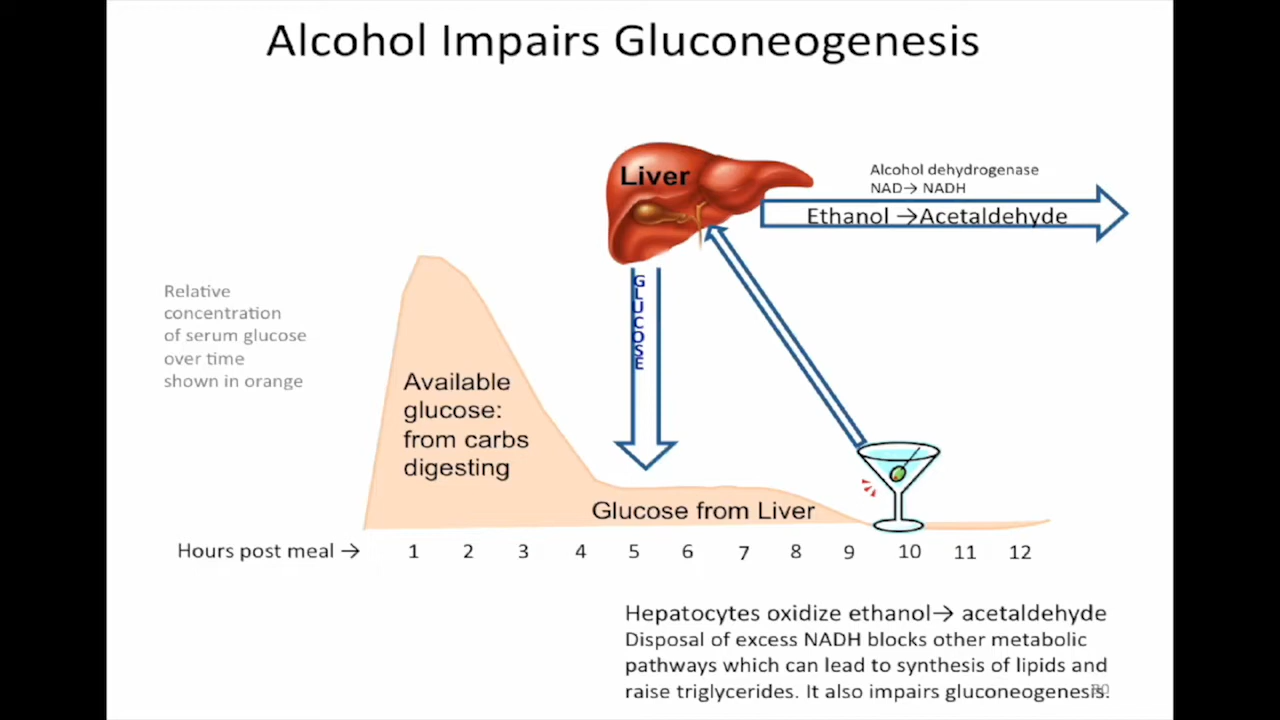 Alcohol Impairs Gluconeogenesis
Liver
Alcohol dehydrogenase
NAD→ NADH
Ethanol →Acetaldehyde
GLUCOSE
Relative
concentration
of serum glucose
over time
shown in orange
Available
glucose:
from carbs
digesting
Glucose from Liver
Hours post meal → 1 2 3 4 5 6 7 8 9 10 11 12
Hepatocytes oxidize ethanol→ acetaldehyde
Disposal of excess NADH blocks other metabolic
pathways which can lead to synthesis of lipids and
raise triglycerides. It also impairs gluconeogenesis.